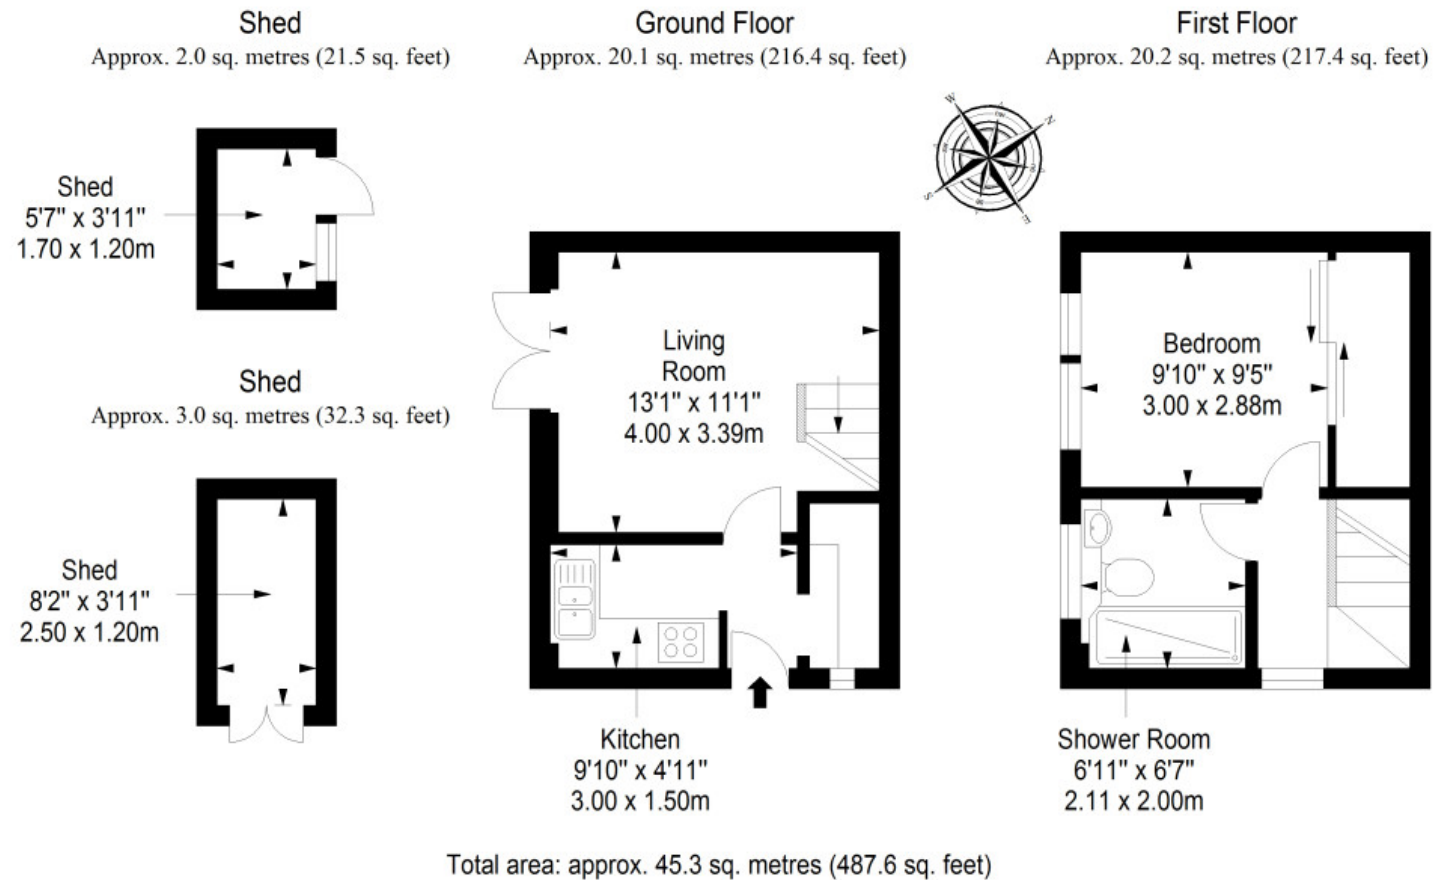 Shed
Approx. 2.0 sq. metres (21.5 sq. feet)
Shed
5'7" x 3'11"
1.70 x 1.20m
Shed
Approx. 3.0 sq. metres (32.3 sq. feet)
Shed
8'2" x 3'11"
2.50 x 1.20m
Ground Floor
Approx. 20.1 sq. metres (216.4 sq. feet)
Living
Room
13'1" x 11'1"
4.00 x 3.39m
Kitchen
9'10" x 4'11"
3.00 x 1.50m
First Floor
Approx. 20.2 sq. metres (217.4 sq. feet)
W
N
S
E
Bedroom
9'10" x 9'5"
3.00 x 2.88m
Shower Room
6'11" x 6'7"
2.11 x 2.00m
Total area: approx. 45.3 sq. metres (487.6 sq. feet)